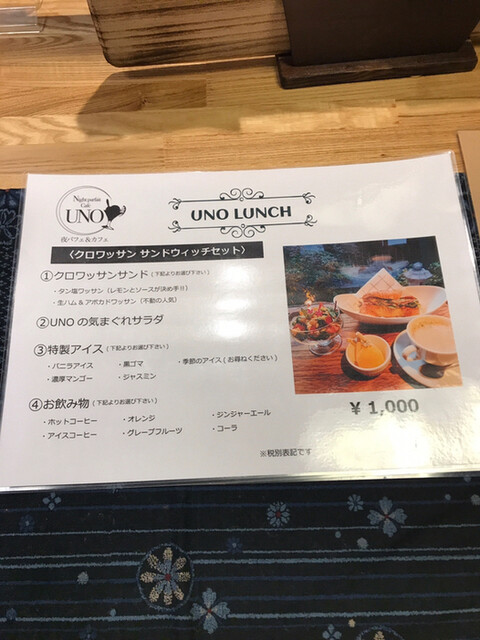 Night parfait
Cafe
UNO
夜パフェ&カフェ
UNO LUNCH
〈クロワッサン サンドウィッチセット〉
①クロワッサンサンド(下記よりお選び下さい)
・タン塩ワッサン(レモンとソースが決め手!!)
・生ハム&アボカドワッサン(不動の人気)
②UNO の気まぐれサラダ
③特製アイス(下記よりお選び下さい)
・バニラアイス ・黒ゴマ ・季節のアイス(お尋ねください)
・濃厚マンゴー ・ジャスミン
④お飲み物(下記よりお選び下さい)
・ホットコーヒー ・オレンジ ・ジンジャーエール
・アイスコーヒー ・グレープフルーツ ・コーラ
¥ 1,000
※税別表記です